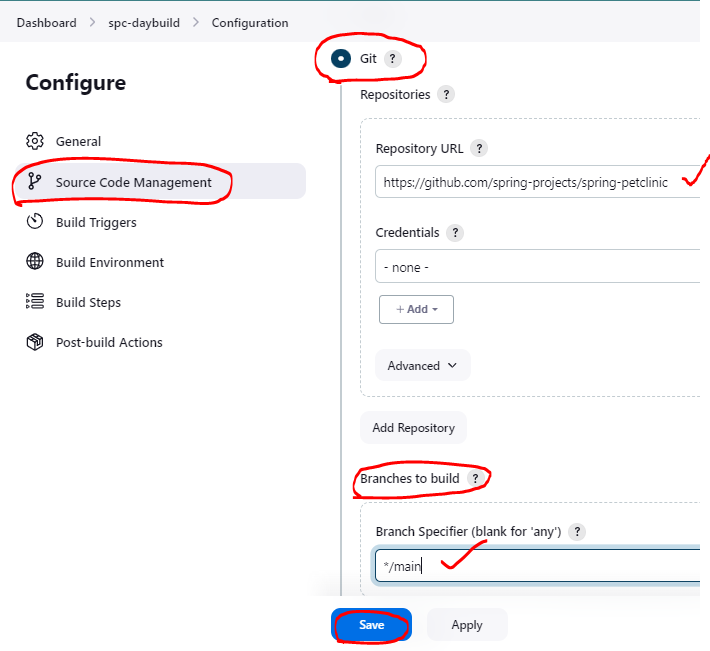 Dashboard > spc-daybuild > Configuration
Configure
General
Source Code Management
Build Triggers
Build Environment
Build Steps
Post-build Actions
Git ?
Repositories ?
Repository URL ?
https://github.com/spring-projects/spring-petclinic
Credentials ?
- none -
+ Add
Advanced
Add Repository
Branches to build ?
Branch Specifier (blank for 'any') ?
*/main
Save Apply